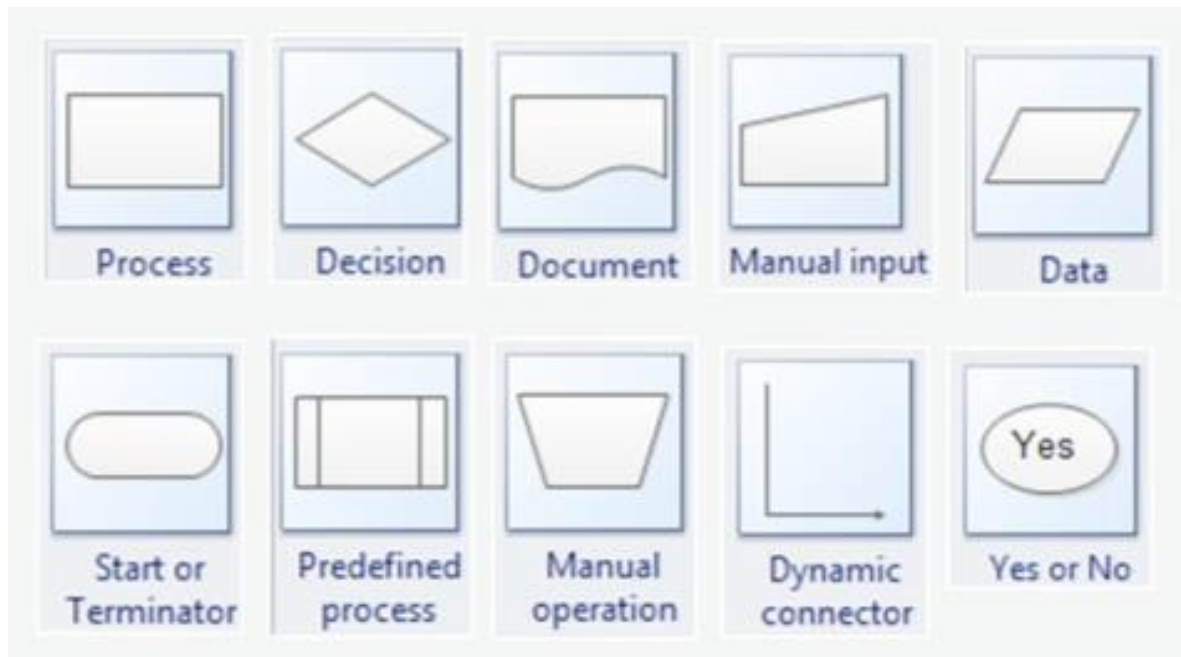 Process
Decision
Document
Manual input
Data
Start or
Terminator
Predefined
process
Manual
operation
Dynamic
connector
Yes
Yes or No